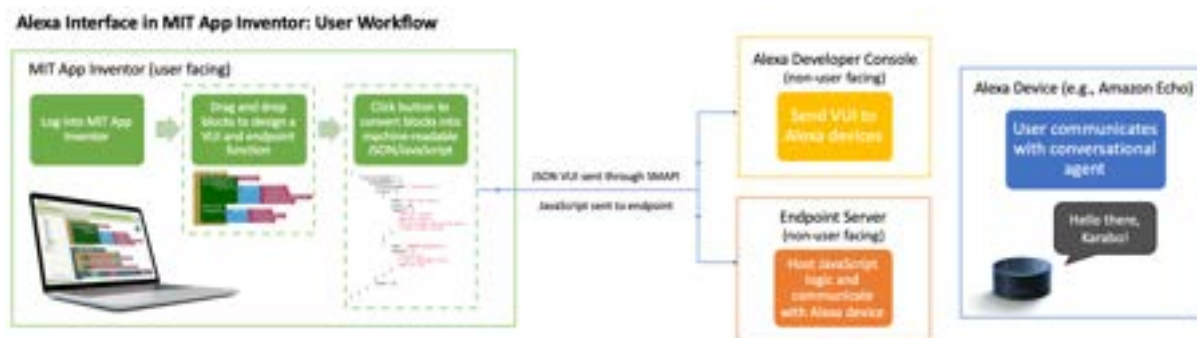 Alexa Interface in MIT App Inventor: User Workflow
MIT App Inventor (user facing)
Log into MIT App
Inventor
Drag and drop
blocks to design a
VUI and endpoint
function
Click button to
convert blocks into
machine-readable
JSON/JavaScript
JSON VUI sent through SMAPI
JavaScript sent to endpoint
Alexa Developer Console
(non-user facing)
Send VUI to
Alexa devices
Endpoint Server
(non-user facing)
Host JavaScript
logic and
communicate
with Alexa device
Alexa Device (e.g., Amazon Echo)
User communicates
with conversational
agent
Hello there,
Karabo!